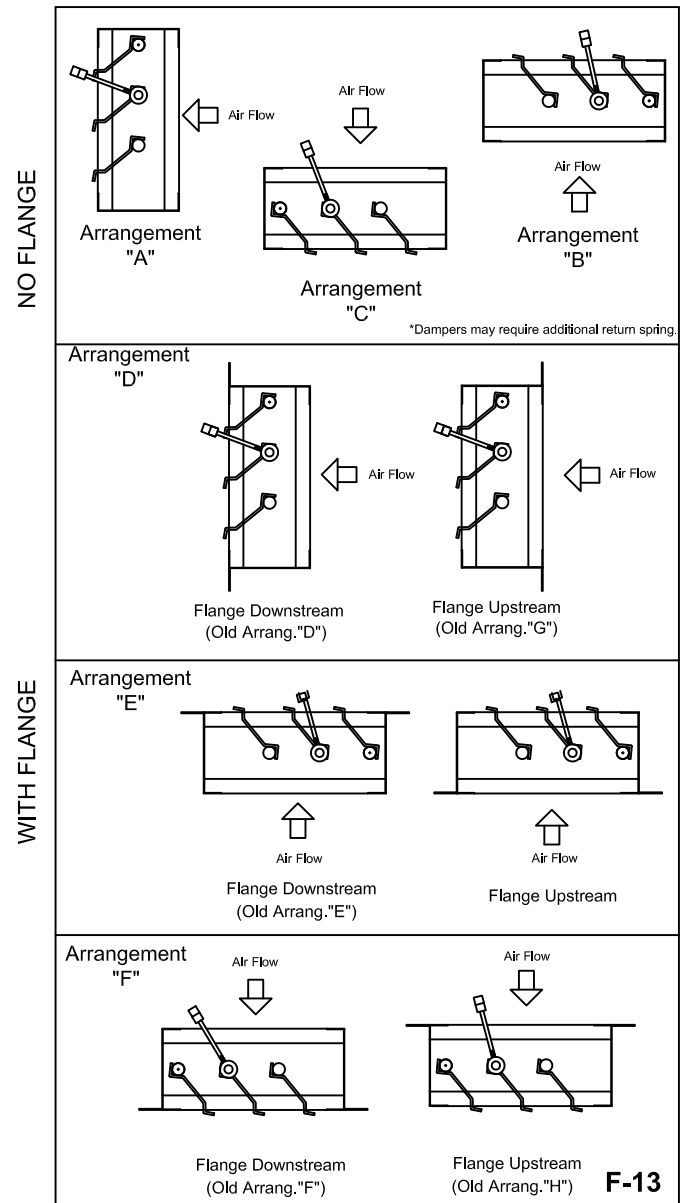 NO FLANGE
Air Flow
Arrangement
"A"
Air Flow
Arrangement
"C"
Air Flow
Arrangement
"B"
*Dampers may require additional return spring.
WITH FLANGE
Arrangement
"D"
Air Flow
Flange Downstream
(Old Arrang."D")
Air Flow
Flange Upstream
(Old Arrang."G")
Arrangement
"E"
Air Flow
Flange Downstream
(Old Arrang."E")
Air Flow
Flange Upstream
Arrangement
"F"
Air Flow
Flange Downstream
(Old Arrang."F")
Air Flow
Flange Upstream
(Old Arrang."H")
F-13